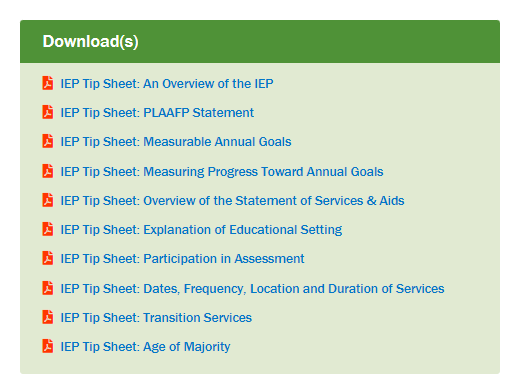 Download(s)
IEP Tip Sheet: An Overview of the IEP
IEP Tip Sheet: PLAAFP Statement
IEP Tip Sheet: Measurable Annual Goals
IEP Tip Sheet: Measuring Progress Toward Annual Goals
IEP Tip Sheet: Overview of the Statement of Services & Aids
IEP Tip Sheet: Explanation of Educational Setting
IEP Tip Sheet: Participation in Assessment
IEP Tip Sheet: Dates, Frequency, Location and Duration of Services
IEP Tip Sheet: Transition Services
IEP Tip Sheet: Age of Majority